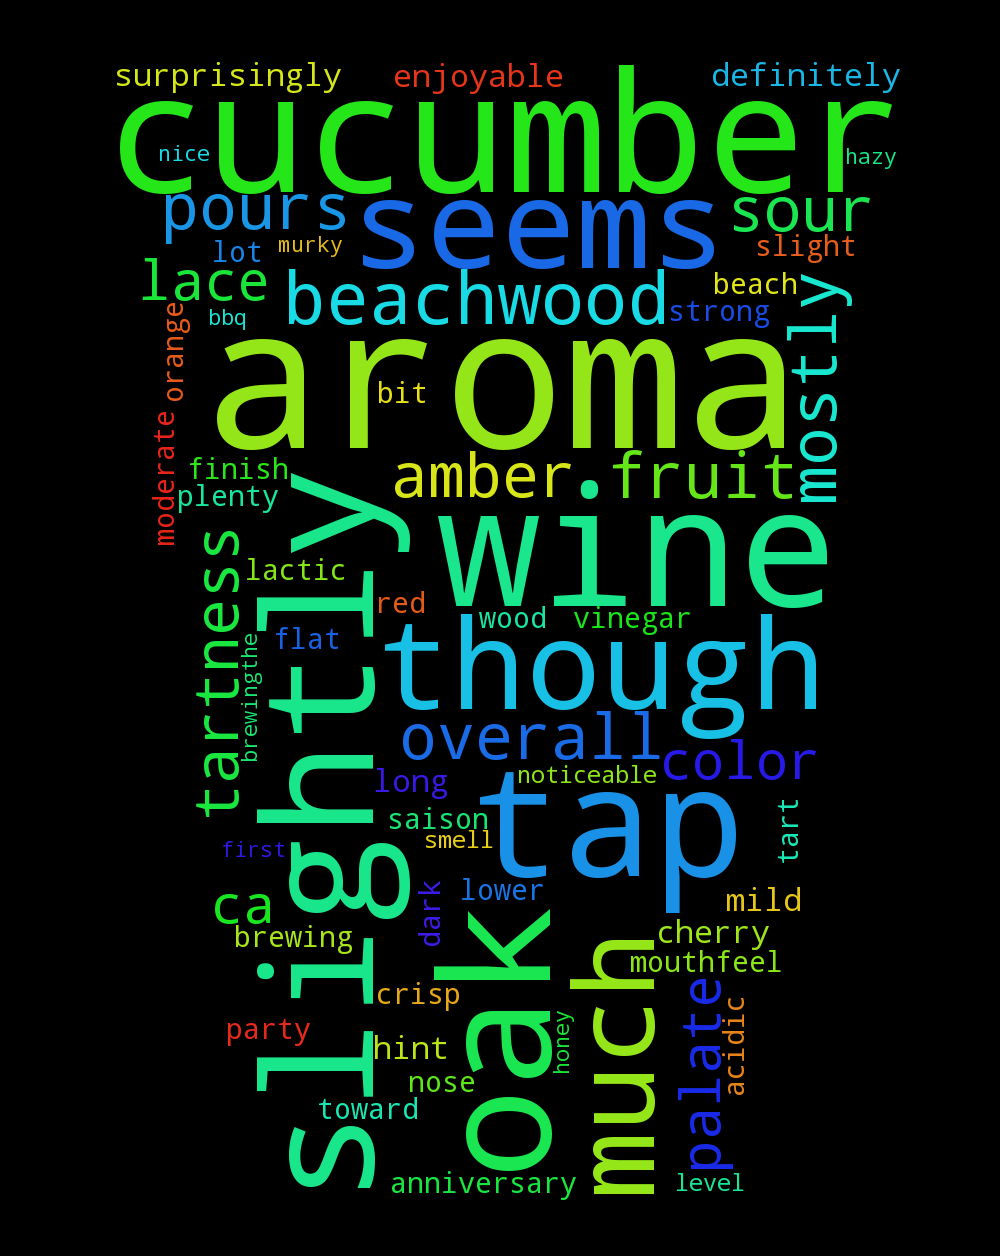 surprisingly enjoyable definitely
cucumber
nice hazy
pours seems sour
lot murky slight
lace beachwood beach
bbq strong
orange aroma mostly
bit
moderate finish amber fruit
plenty
slightly wine
tartness lactic
red wood vinegar
brewingthe flat though
overall color
long noticeable tap
saison tart
first smell
ca dark lower mild
brewing oak much cherry
mouthfeel
crisp palate acidic
party honey
hint
nose
toward
anniversary level